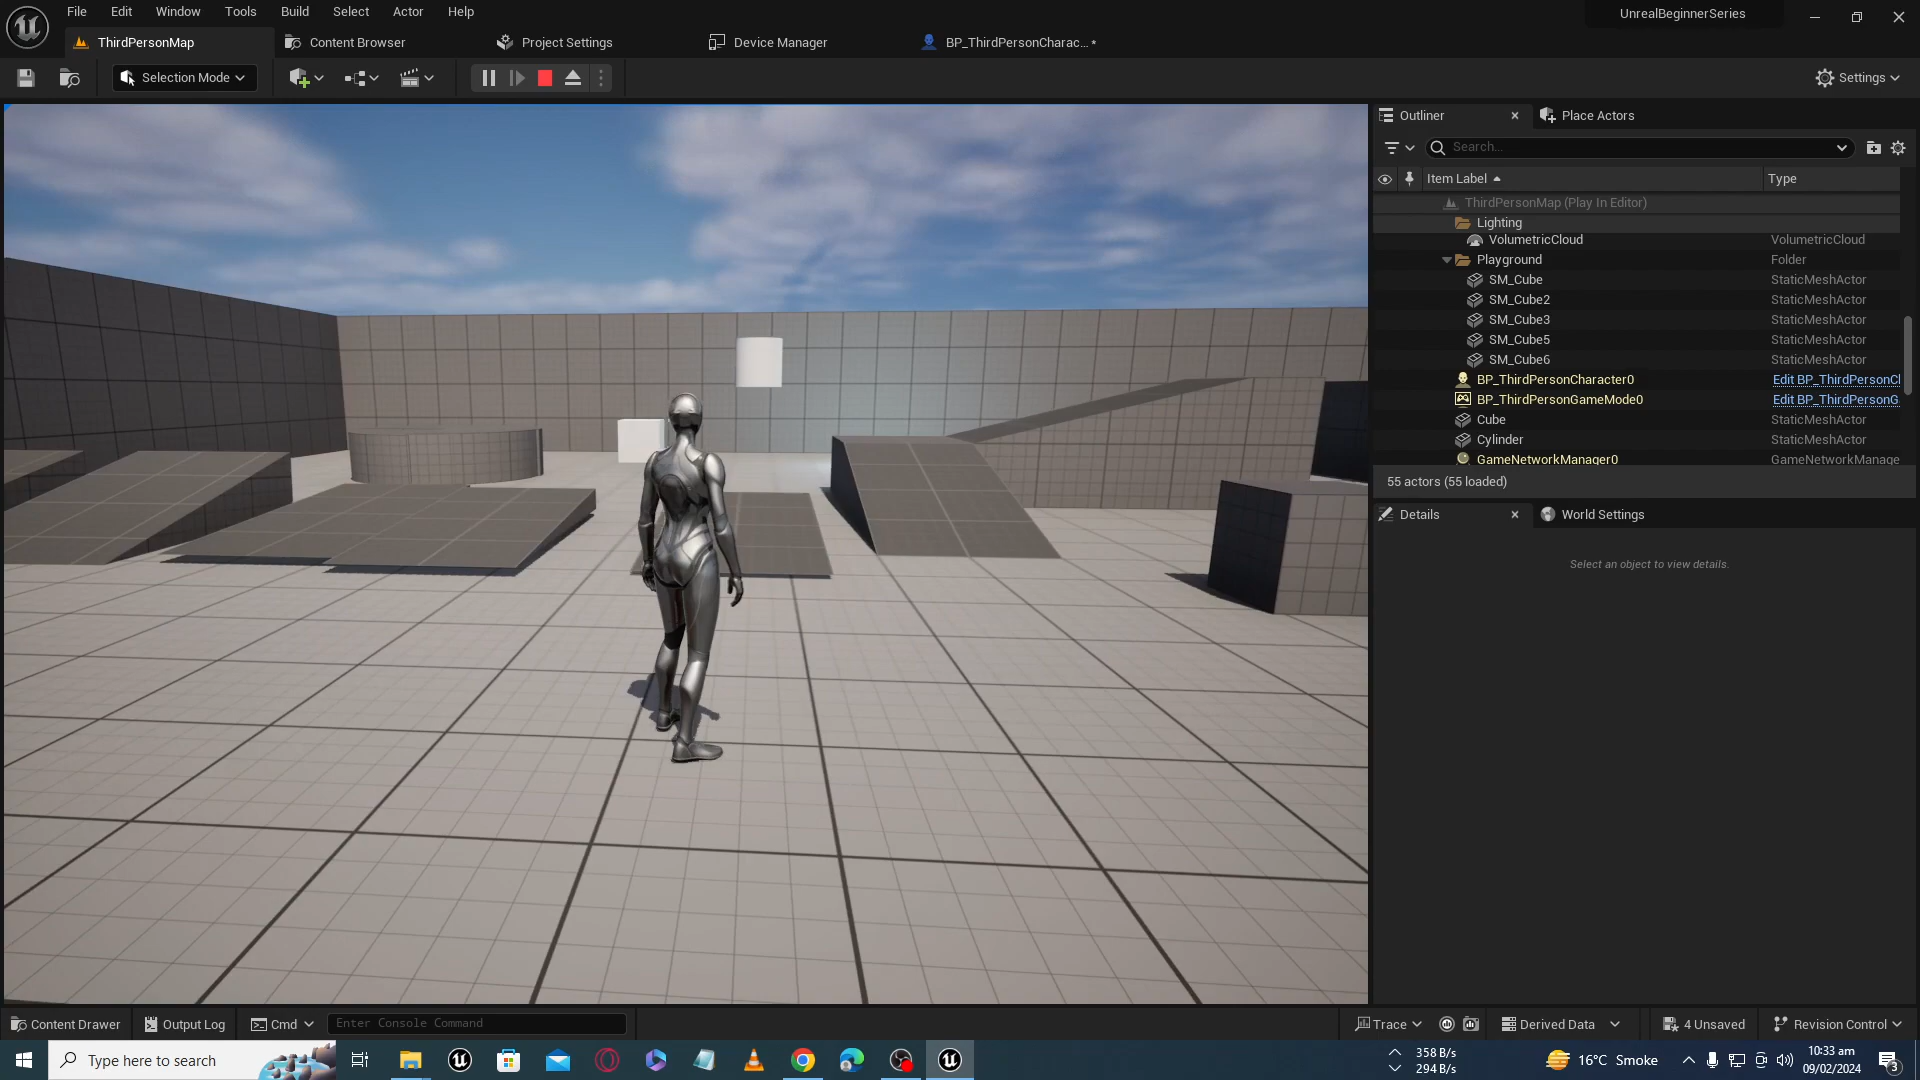 File Edit Window Tools Build Select Actor Help
UnrealBeginnerSeries
ThirdPersonMap
Content Browser
Project Settings
Device Manager
BP_ThirdPersonCharac... •
Selection Mode
Settings
Outliner
Place Actors
Search...
Item Label
Type
ThirdPersonMap (Play In Editor)
Lighting
VolumetricCloud VolumetricCloud
Playground Folder
SM_Cube StaticMeshActor
SM_Cube2 StaticMeshActor
SM_Cube3 StaticMeshActor
SM_Cube5 StaticMeshActor
SM_Cube6 StaticMeshActor
BP_ThirdPersonCharacter0 Edit BP_ThirdPersonCl
BP_ThirdPersonGameMode0 Edit BP_ThirdPersonG
Cube StaticMeshActor
Cylinder StaticMeshActor
GameNetworkManager0 GameNetworkManage
55 actors (55 loaded)
Details
World Settings
Select an object to view details.
Content Drawer
Output Log
Cmd
Enter Console Command
Trace
Derived Data
4 Unsaved
Revision Control
Type here to search
358 B/s
294 B/s
16°C Smoke
10:33 am
09/02/2024
3